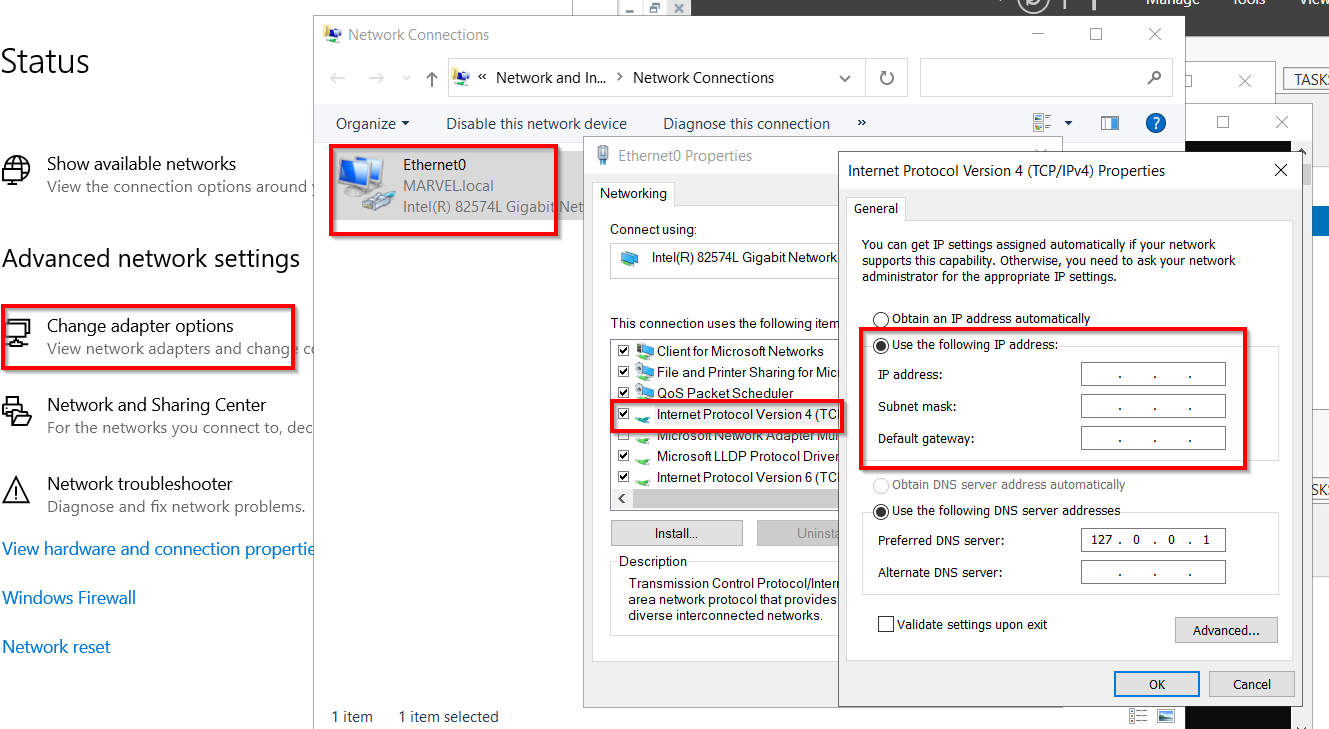 Manage
Tools
View
Status
Show available networks
View the connection options around
Advanced network settings
Change adapter options
View network adapters and change
Network and Sharing Center
For the networks you connect to, dec
Network troubleshooter
Diagnose and fix network problems.
View hardware and connection propertie
Windows Firewall
Network reset
Network Connections
« Network and In... > Network Connections
Organize
Disable this network device
Diagnose this connection
»
Ethernet0
MARVEL.local
Intel(R) 82574L Gigabit Net
1 item
1 item selected
Ethernet0 Properties
Networking
Connect using:
Intel(R) 82574L Gigabit Network
This connection uses the following item
Client for Microsoft Networks
File and Printer Sharing for Micr
QoS Packet Scheduler
Internet Protocol Version 4 (TC
Microsoft Network Adapter Mul
Microsoft LLDP Protocol Driver
Internet Protocol Version 6 (TC
Install...
Uninsta
Description
Transmission Control Protocol/Inter
area network protocol that provides
diverse interconnected networks.
Internet Protocol Version 4 (TCP/IPv4) Properties
General
You can get IP settings assigned automatically if your network
supports this capability. Otherwise, you need to ask your network
administrator for the appropriate IP settings.
Obtain an IP address automatically
Use the following IP address:
IP address:
. . .
Subnet mask:
. . .
Default gateway:
. . .
Obtain DNS server address automatically
Use the following DNS server addresses
Preferred DNS server:
127 . 0 . 0 . 1
Alternate DNS server:
. . .
Validate settings upon exit
Advanced...
OK
Cancel
TASKS